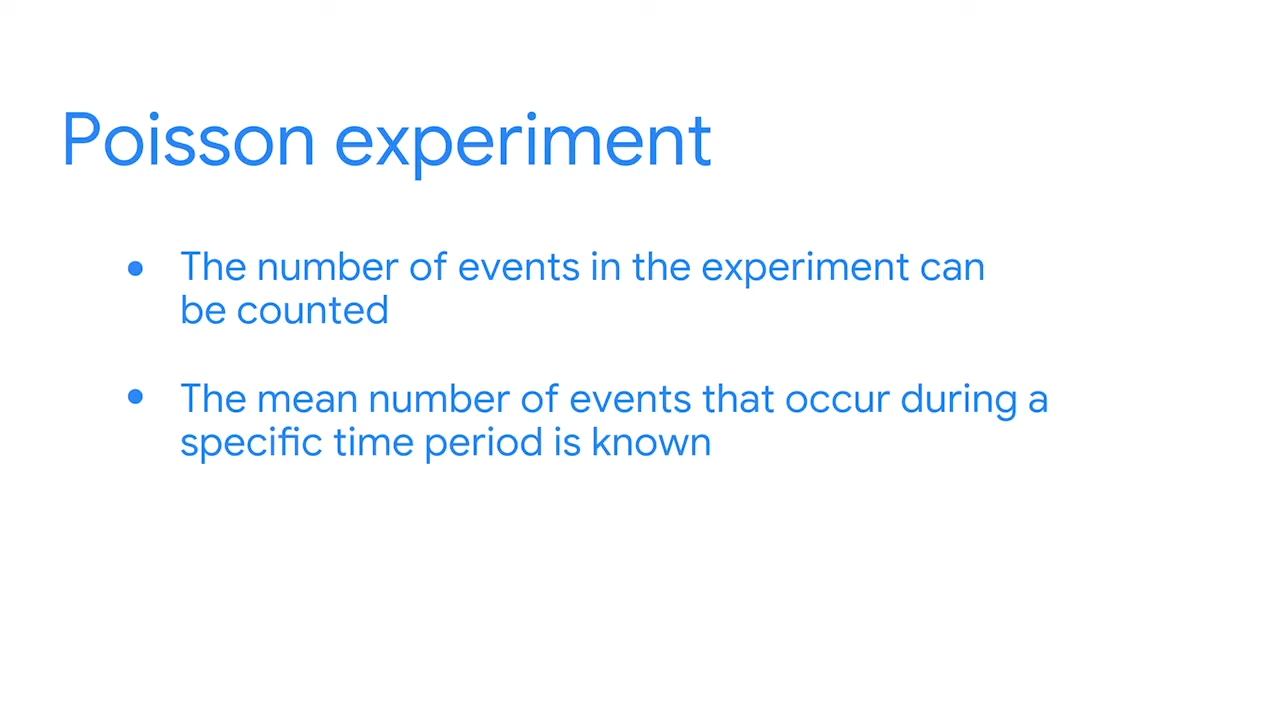 Poisson experiment
● The number of events in the experiment can
be counted
● The mean number of events that occur during a
specific time period is known